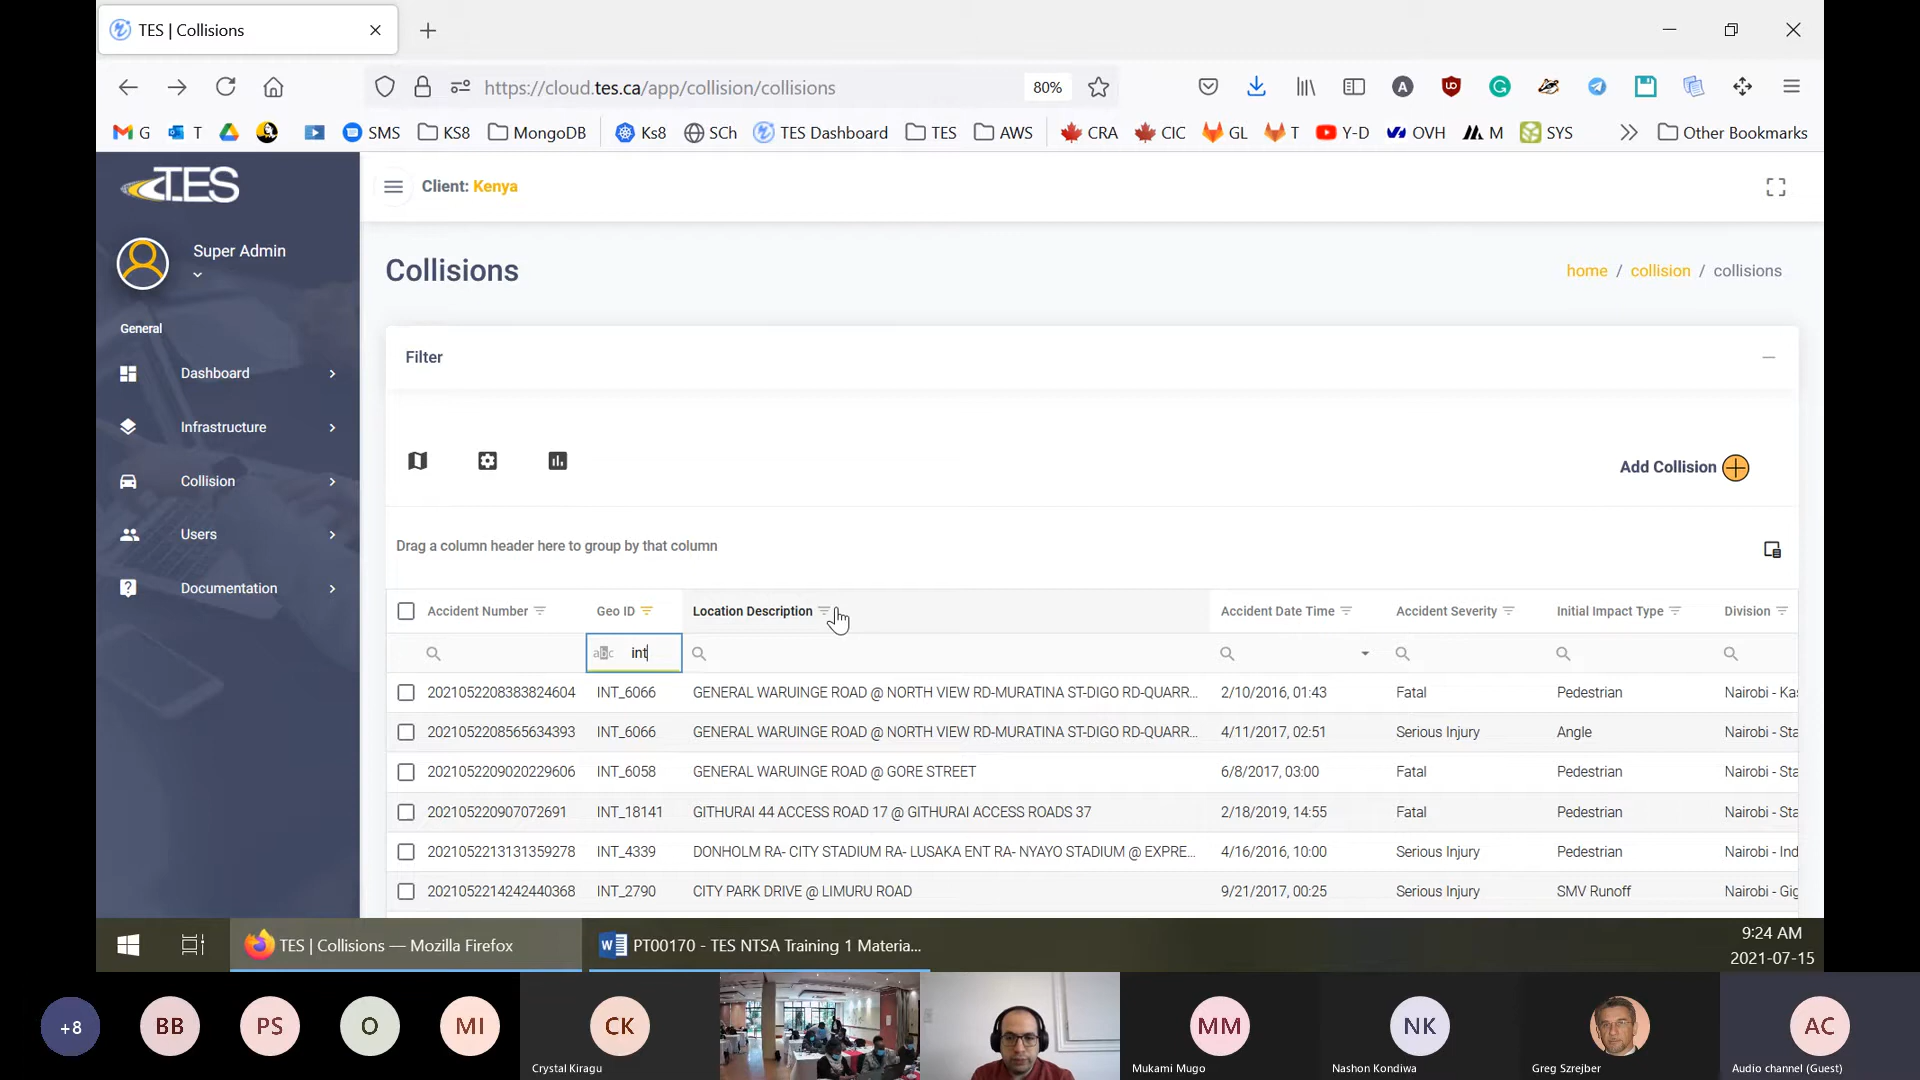 TES | Collisions
https://cloud.tes.ca/app/collision/collisions
80%
G
T
SMS
KS8
MongoDB
Ks8
SCh
TES Dashboard
TES
AWS
CRA
CIC
GL
T
Y-D
OVH
M
SYS
Other Bookmarks
TES
Client: Kenya
Super Admin
General
Dashboard
Infrastructure
Collision
Users
Documentation
Collisions
home / collision / collisions
Filter
Add Collision
Drag a column header here to group by that column
Accident Number Geo ID Location Description Accident Date Time Accident Severity Initial Impact Type Division
abc int
2021052208383824604 INT_6066 GENERAL WARUINGE ROAD @ NORTH VIEW RD-MURATINA ST-DIGO RD-QUARR... 2/10/2016, 01:43 Fatal Pedestrian Nairobi - Kas
2021052208565634393 INT_6066 GENERAL WARUINGE ROAD @ NORTH VIEW RD-MURATINA ST-DIGO RD-QUARR... 4/11/2017, 02:51 Serious Injury Angle Nairobi - Sta
2021052209020229606 INT_6058 GENERAL WARUINGE ROAD @ GORE STREET 6/8/2017, 03:00 Fatal Pedestrian Nairobi - Sta
202105220907072691 INT_18141 GITHURAI 44 ACCESS ROAD 17 @ GITHURAI ACCESS ROADS 37 2/18/2019, 14:55 Fatal Pedestrian Nairobi - Sta
2021052213131359278 INT_4339 DONHOLM RA- CITY STADIUM RA- LUSAKA ENT RA- NYAYO STADIUM @ EXPRE... 4/16/2016, 10:00 Serious Injury Pedestrian Nairobi - Ind
2021052214242440368 INT_2790 CITY PARK DRIVE @ LIMURU ROAD 9/21/2017, 00:25 Serious Injury SMV Runoff Nairobi - Gig
TES | Collisions — Mozilla Firefox
PT00170 - TES NTSA Training 1 Materia...
9:24 AM
2021-07-15
+8
BB
PS
O
MI
CK
Crystal Kiragu
MM
Mukami Mugo
NK
Nashon Kondiwa
Greg Szrejber
AC
Audio channel (Guest)